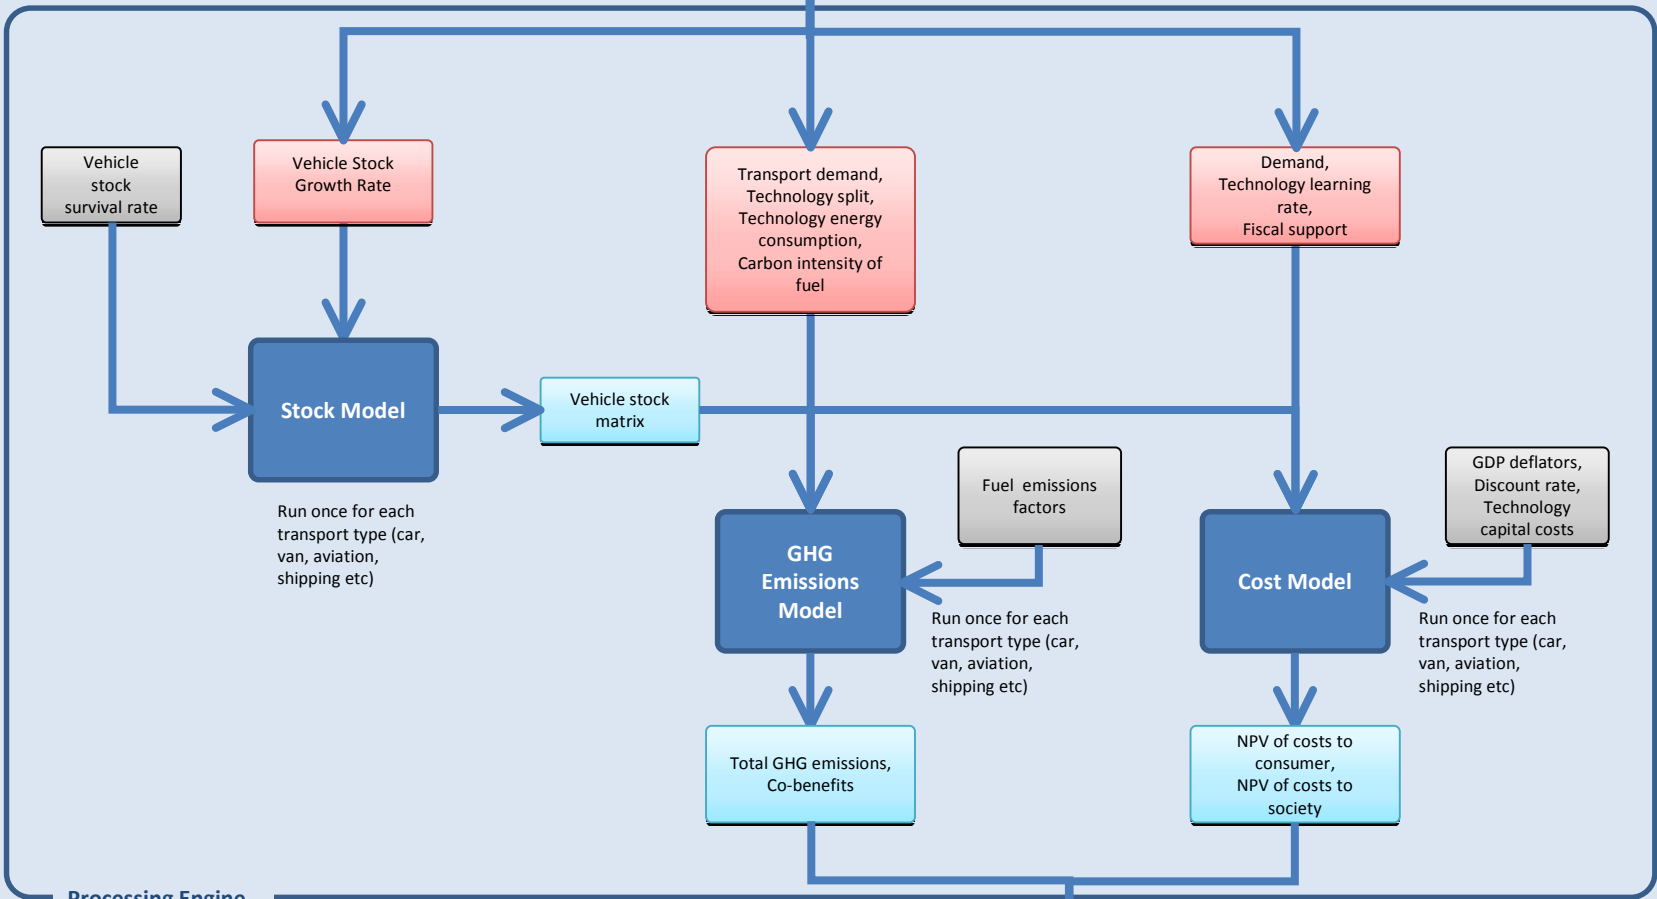 Vehicle
stock
survival rate
Vehicle Stock
Growth Rate
Transport demand,
Technology split,
Technology energy
consumption,
Carbon intensity of
fuel
Demand,
Technology learning
rate,
Fiscal support
Stock Model
Vehicle stock
matrix
Run once for each
transport type (car,
van, aviation,
shipping etc)
Fuel emissions
factors
GDP deflators,
Discount rate,
Technology
capital costs
GHG
Emissions
Model
Cost Model
Run once for each
transport type (car,
van, aviation,
shipping etc)
Run once for each
transport type (car,
van, aviation,
shipping etc)
Total GHG emissions,
Co-benefits
NPV of costs to
consumer,
NPV of costs to
society
Processing Engine